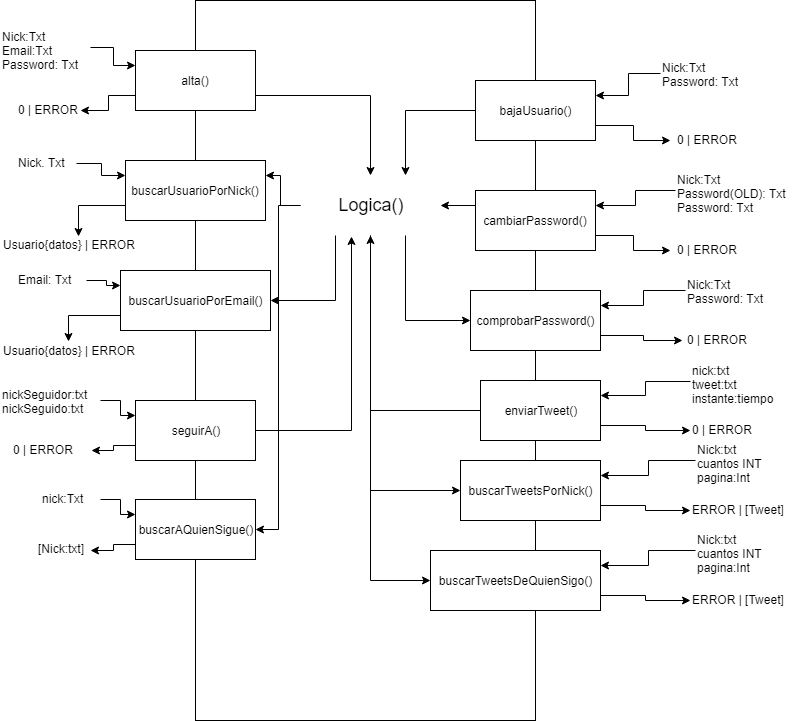 Nick:Txt
Email:Txt
Password: Txt
alta()
0 | ERROR
Nick. Txt
buscarUsuarioPorNick()
Usuario{datos} | ERROR
Email: Txt
buscarUsuarioPorEmail()
Usuario{datos} | ERROR
nickSeguidor:txt
nickSeguido:txt
seguirA()
0 | ERROR
nick:Txt
buscarAQuienSigue()
[Nick:txt]
Logica()
Nick:Txt
Password: Txt
bajaUsuario()
0 | ERROR
Nick:Txt
Password(OLD): Txt
Password: Txt
cambiarPassword()
0 | ERROR
Nick:Txt
Password: Txt
comprobarPassword()
0 | ERROR
nick:txt
tweet:txt
instante:tiempo
enviarTweet()
0 | ERROR
Nick:txt
cuantos INT
pagina:Int
buscarTweetsPorNick()
ERROR | [Tweet]
Nick:txt
cuantos INT
pagina:Int
buscarTweetsDeQuienSigo()
ERROR | [Tweet]